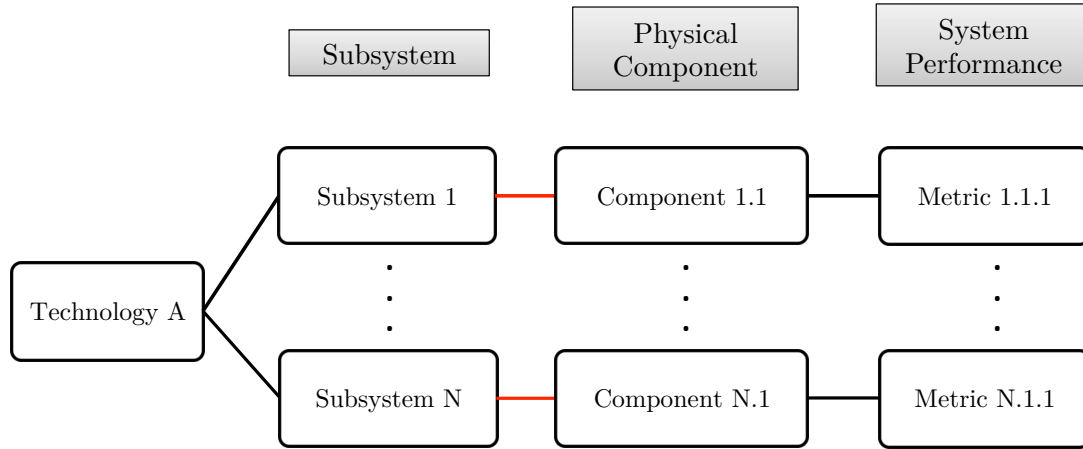 Subsystem
Physical
Component
System
Performance
Subsystem 1
Component 1.1
Metric 1.1.1
Technology A
Subsystem N
Component N.1
Metric N.1.1